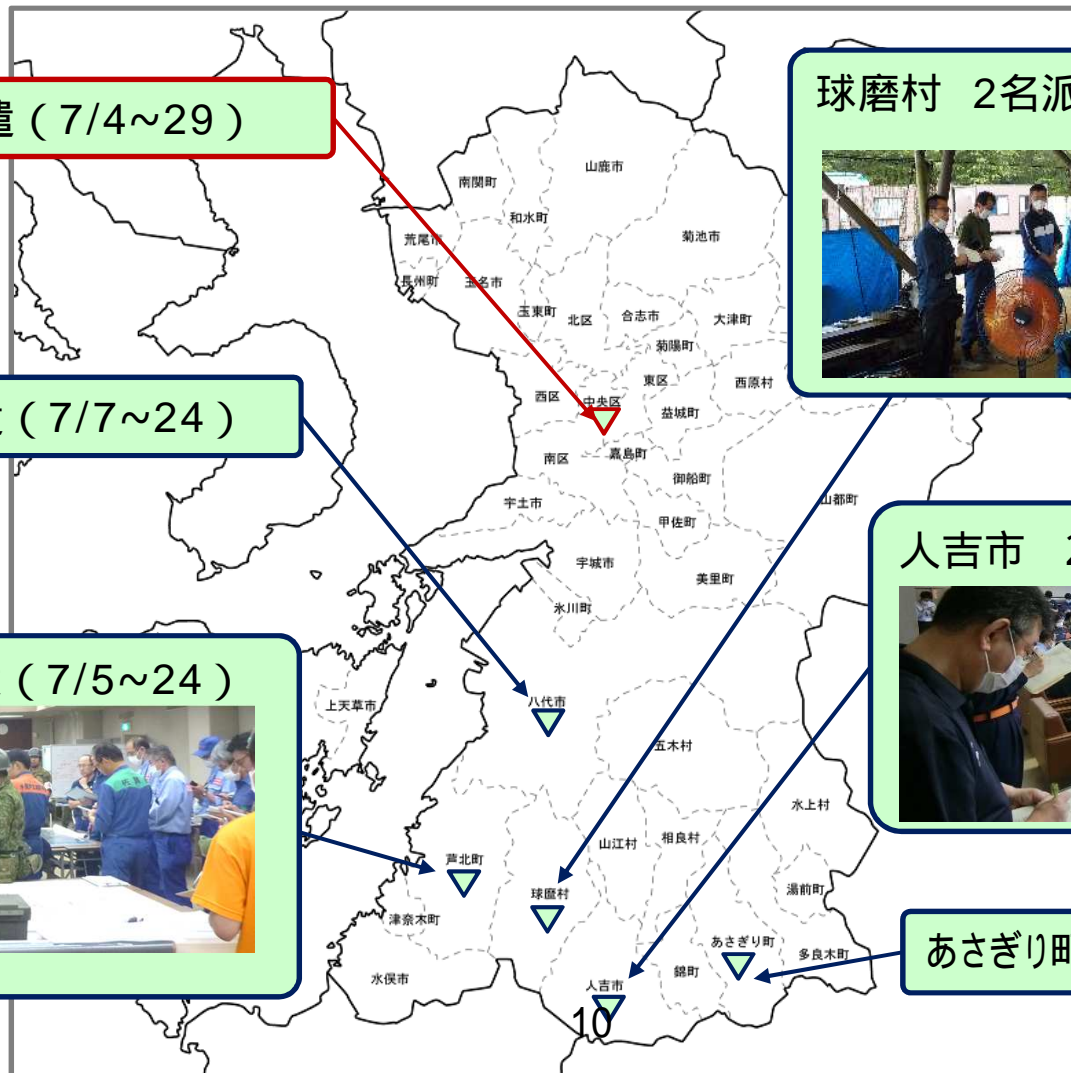 遣（7/4~29）
球磨村 2名派
（7/7~24）
人吉市
（7/5~24）
あさぎり町
山鹿市
南関町
和水町
菊池市
荒尾市
長州町
玉名市
玉東町
北区
合志市
大津町
菊陽町
西区
中央区
東区
西原村
益城町
南区
嘉島町
御船町
宇土市
甲佐町
山都町
宇城市
美里町
氷川町
上天草市
八代市
五木村
水上村
山江村
相良村
芦北町
球磨村
湯前町
津奈木町
あさぎり町
多良木町
錦町
水俣市
人吉市
10